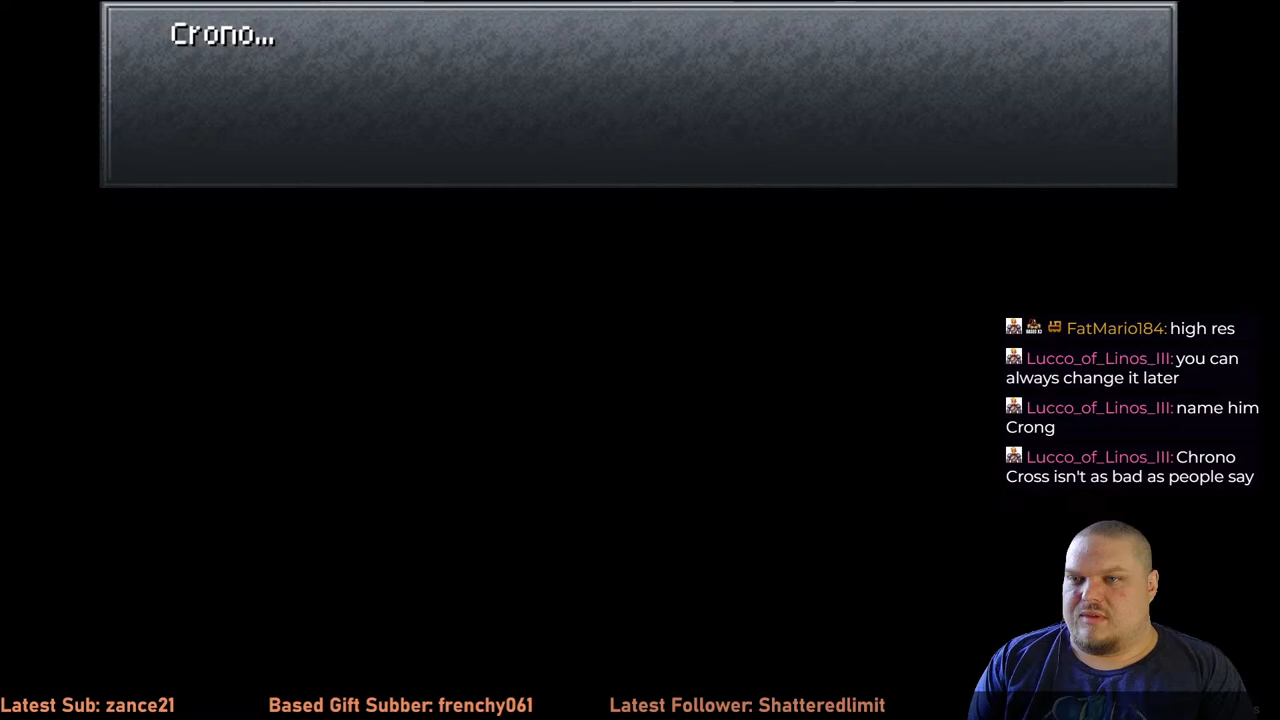 Crono...
FatMario184: high res
Lucco_of_Linos_III: you can
always change it later
Lucco_of_Linos_III: name him
Crong
Lucco_of_Linos_III: Chrono
Cross isn't as bad as people say
Latest Sub: zance21
Based Gift Subber: frenchy061
Latest Follower: Shatteredlimit